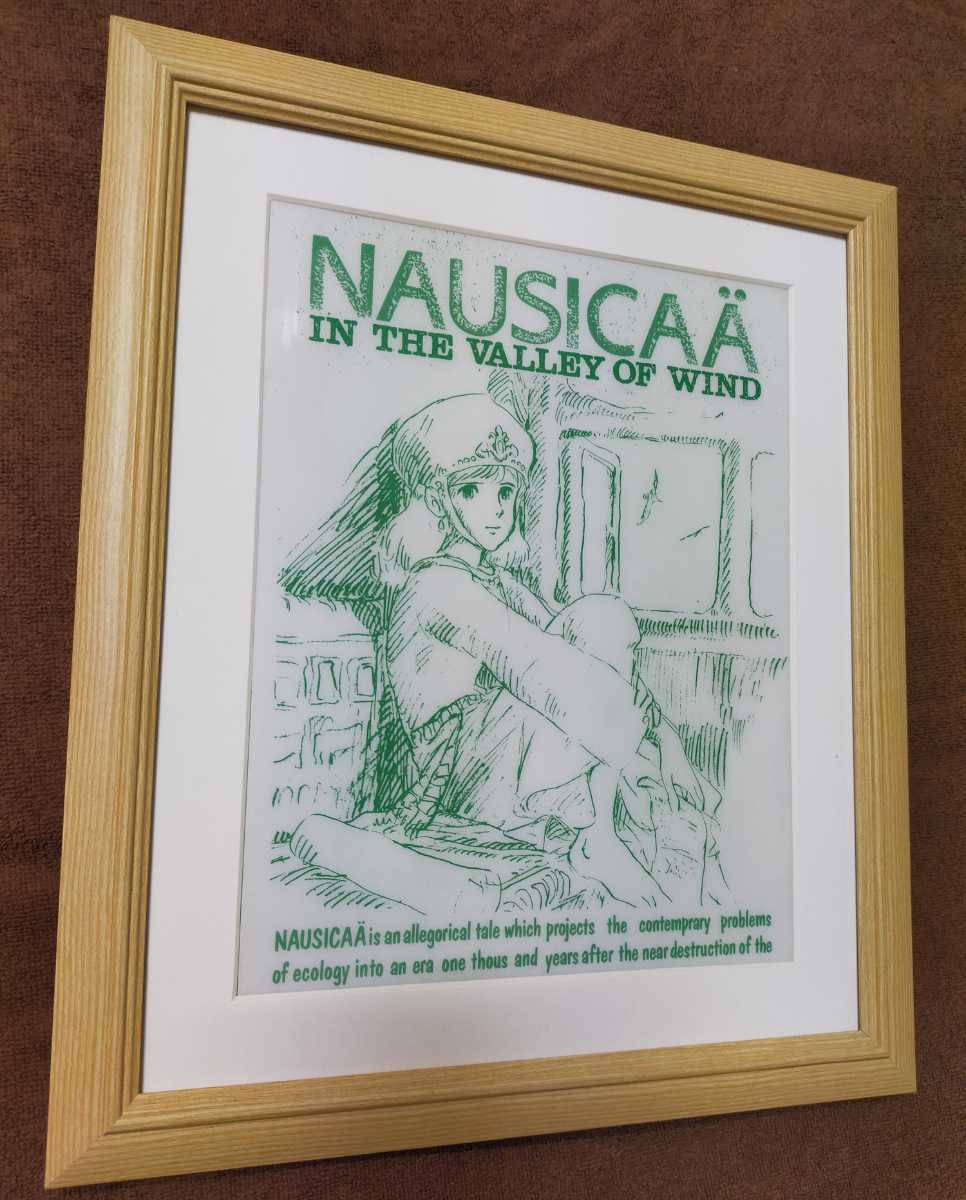 NAUSICAÄ
IN THE VALLEY OF WIND
NAUSICAÄ is an allegorical tale which projects the contemprary problems
of ecology into an era one thous and years after the near destruction of the